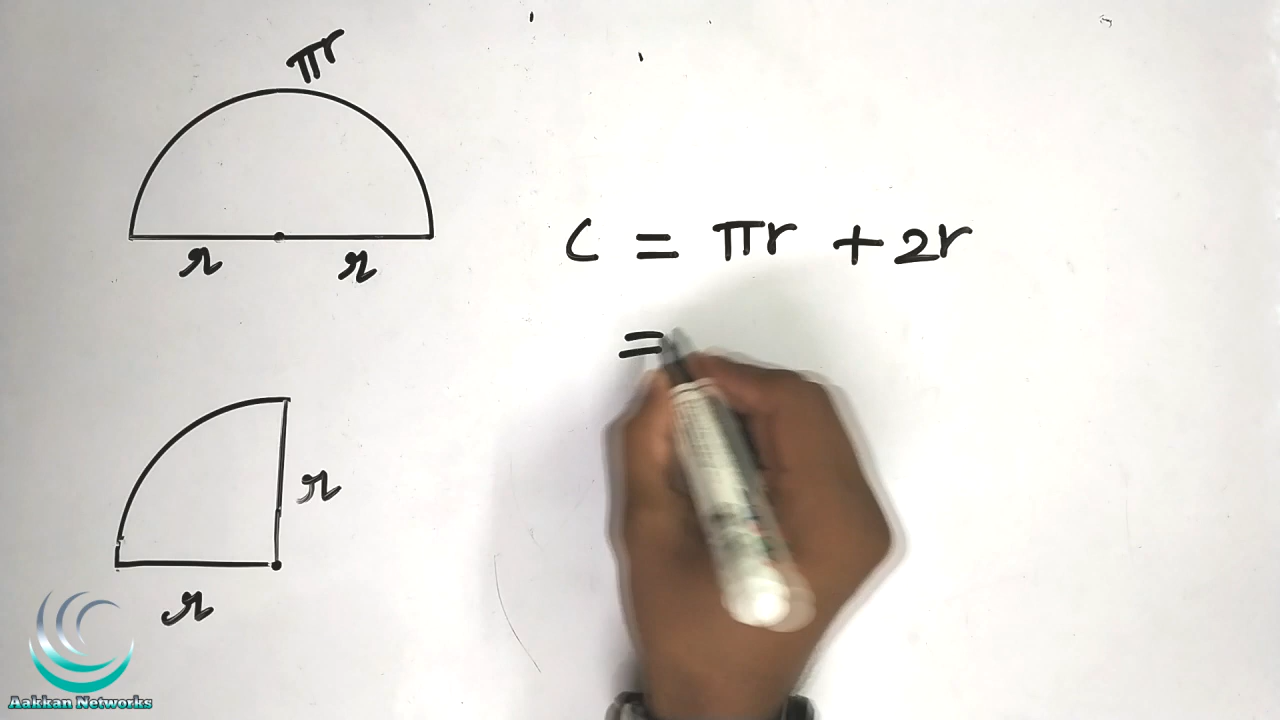 πr
r r
C = πr + 2r
=
r
r
Aakkan Networks